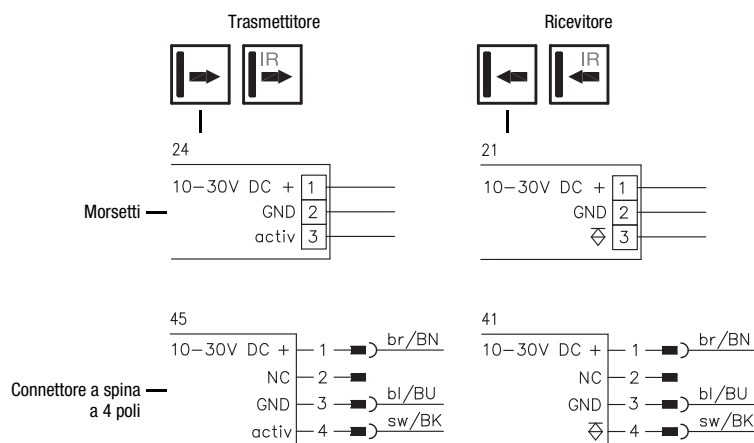 Trasmettitore
Ricevitore
IR
IR
24
10–30V DC + 1
GND 2
activ 3
21
10–30V DC + 1
GND 2
3
Morsetti
45
10–30V DC + 1 br/BN
NC 2
GND 3 bl/BU
activ 4 sw/BK
41
10–30V DC + 1 br/BN
NC 2
GND 3 bl/BU
4 sw/BK
Connettore a spina
a 4 poli